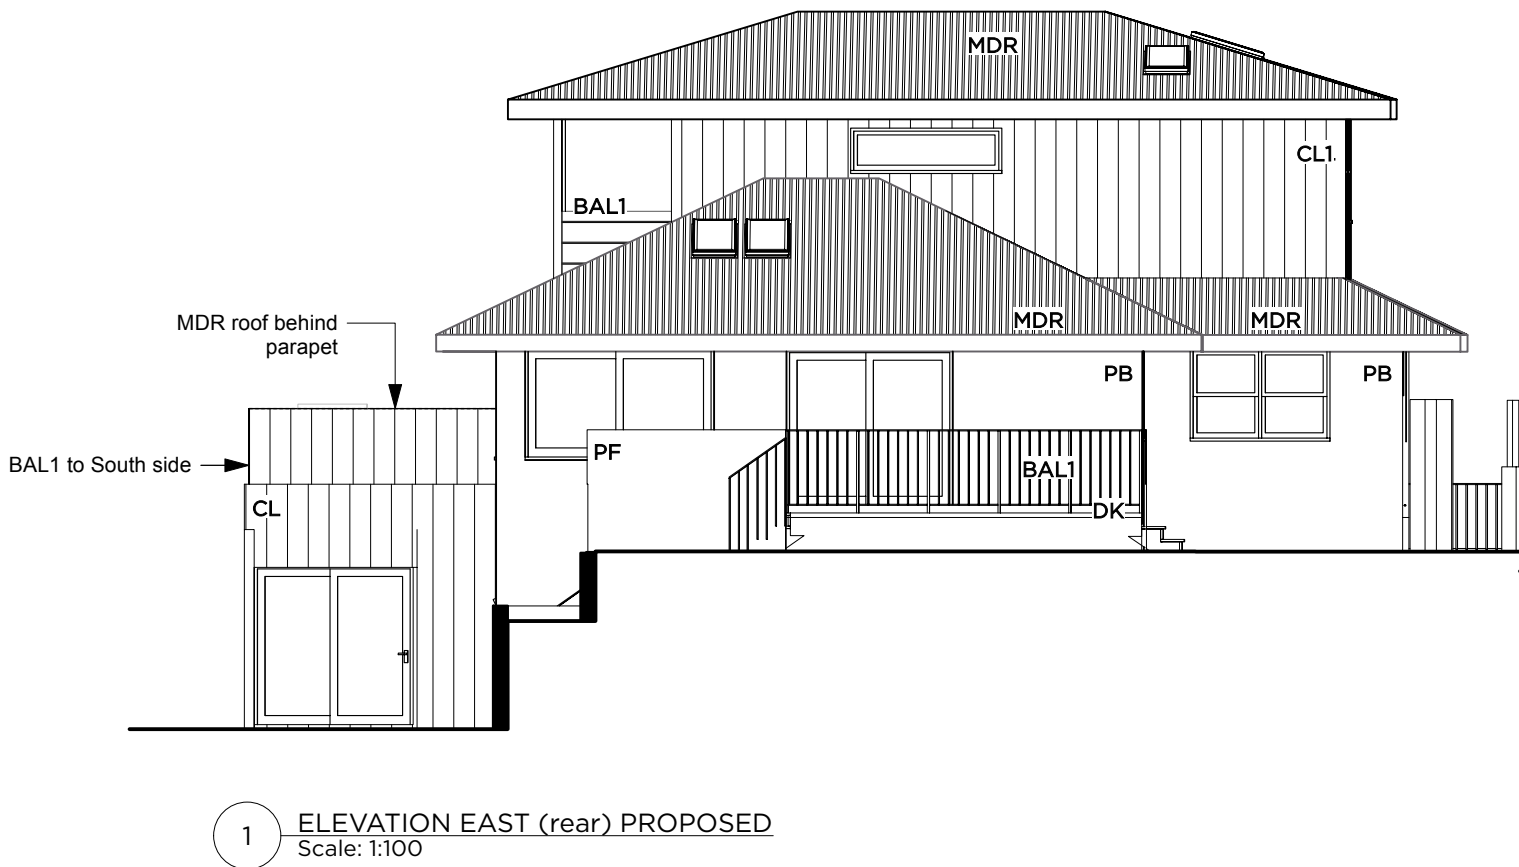 MDR
CL1
BAL1
MDR roof behind
parapet
MDR
MDR
PB
PB
PF
BAL1 to South side
BAL1
CL
DK
1
ELEVATION EAST (rear) PROPOSED
Scale: 1:100